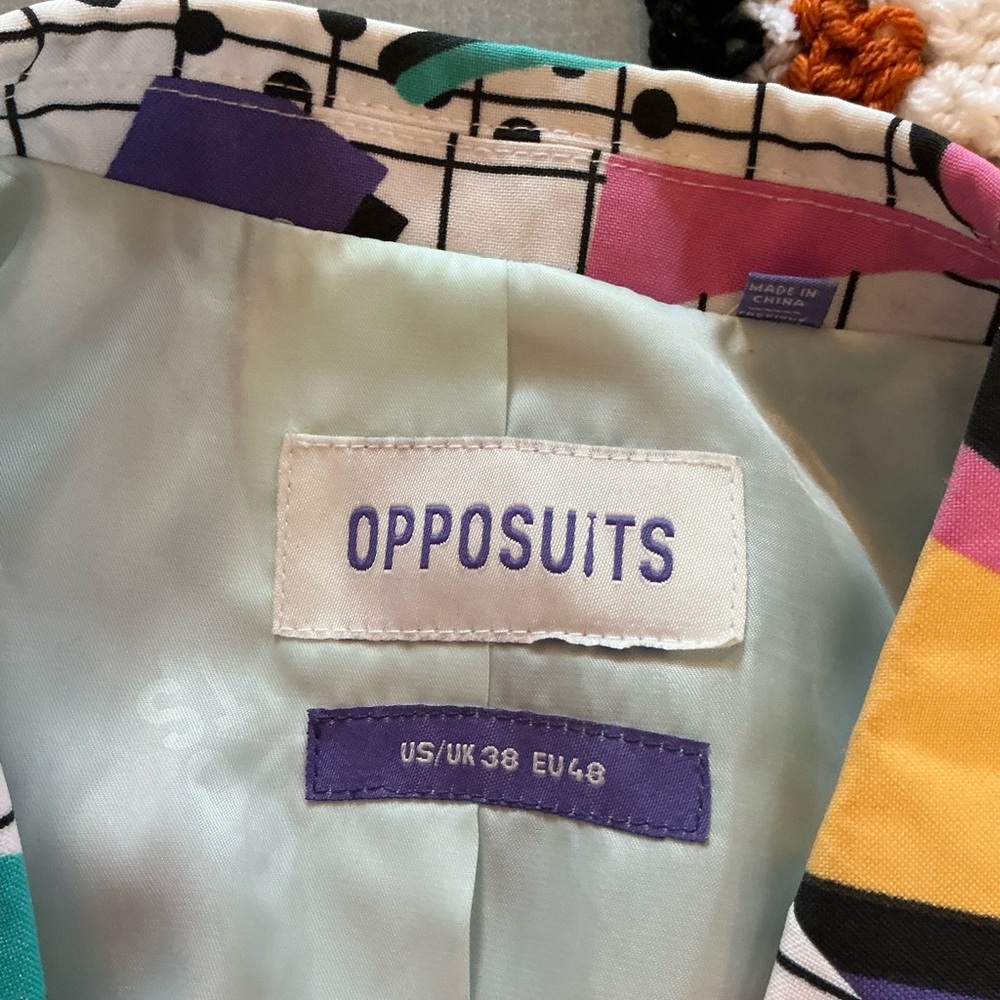 MADE IN
CHINA
OPPOSUITS
US/UK 38 EU48